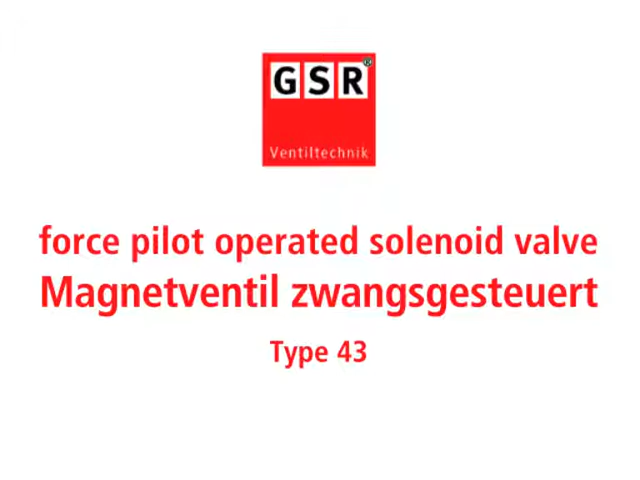 GSR®
Ventiltechnik
force pilot operated solenoid valve
Magnetventil zwangsgesteuert
Type 43